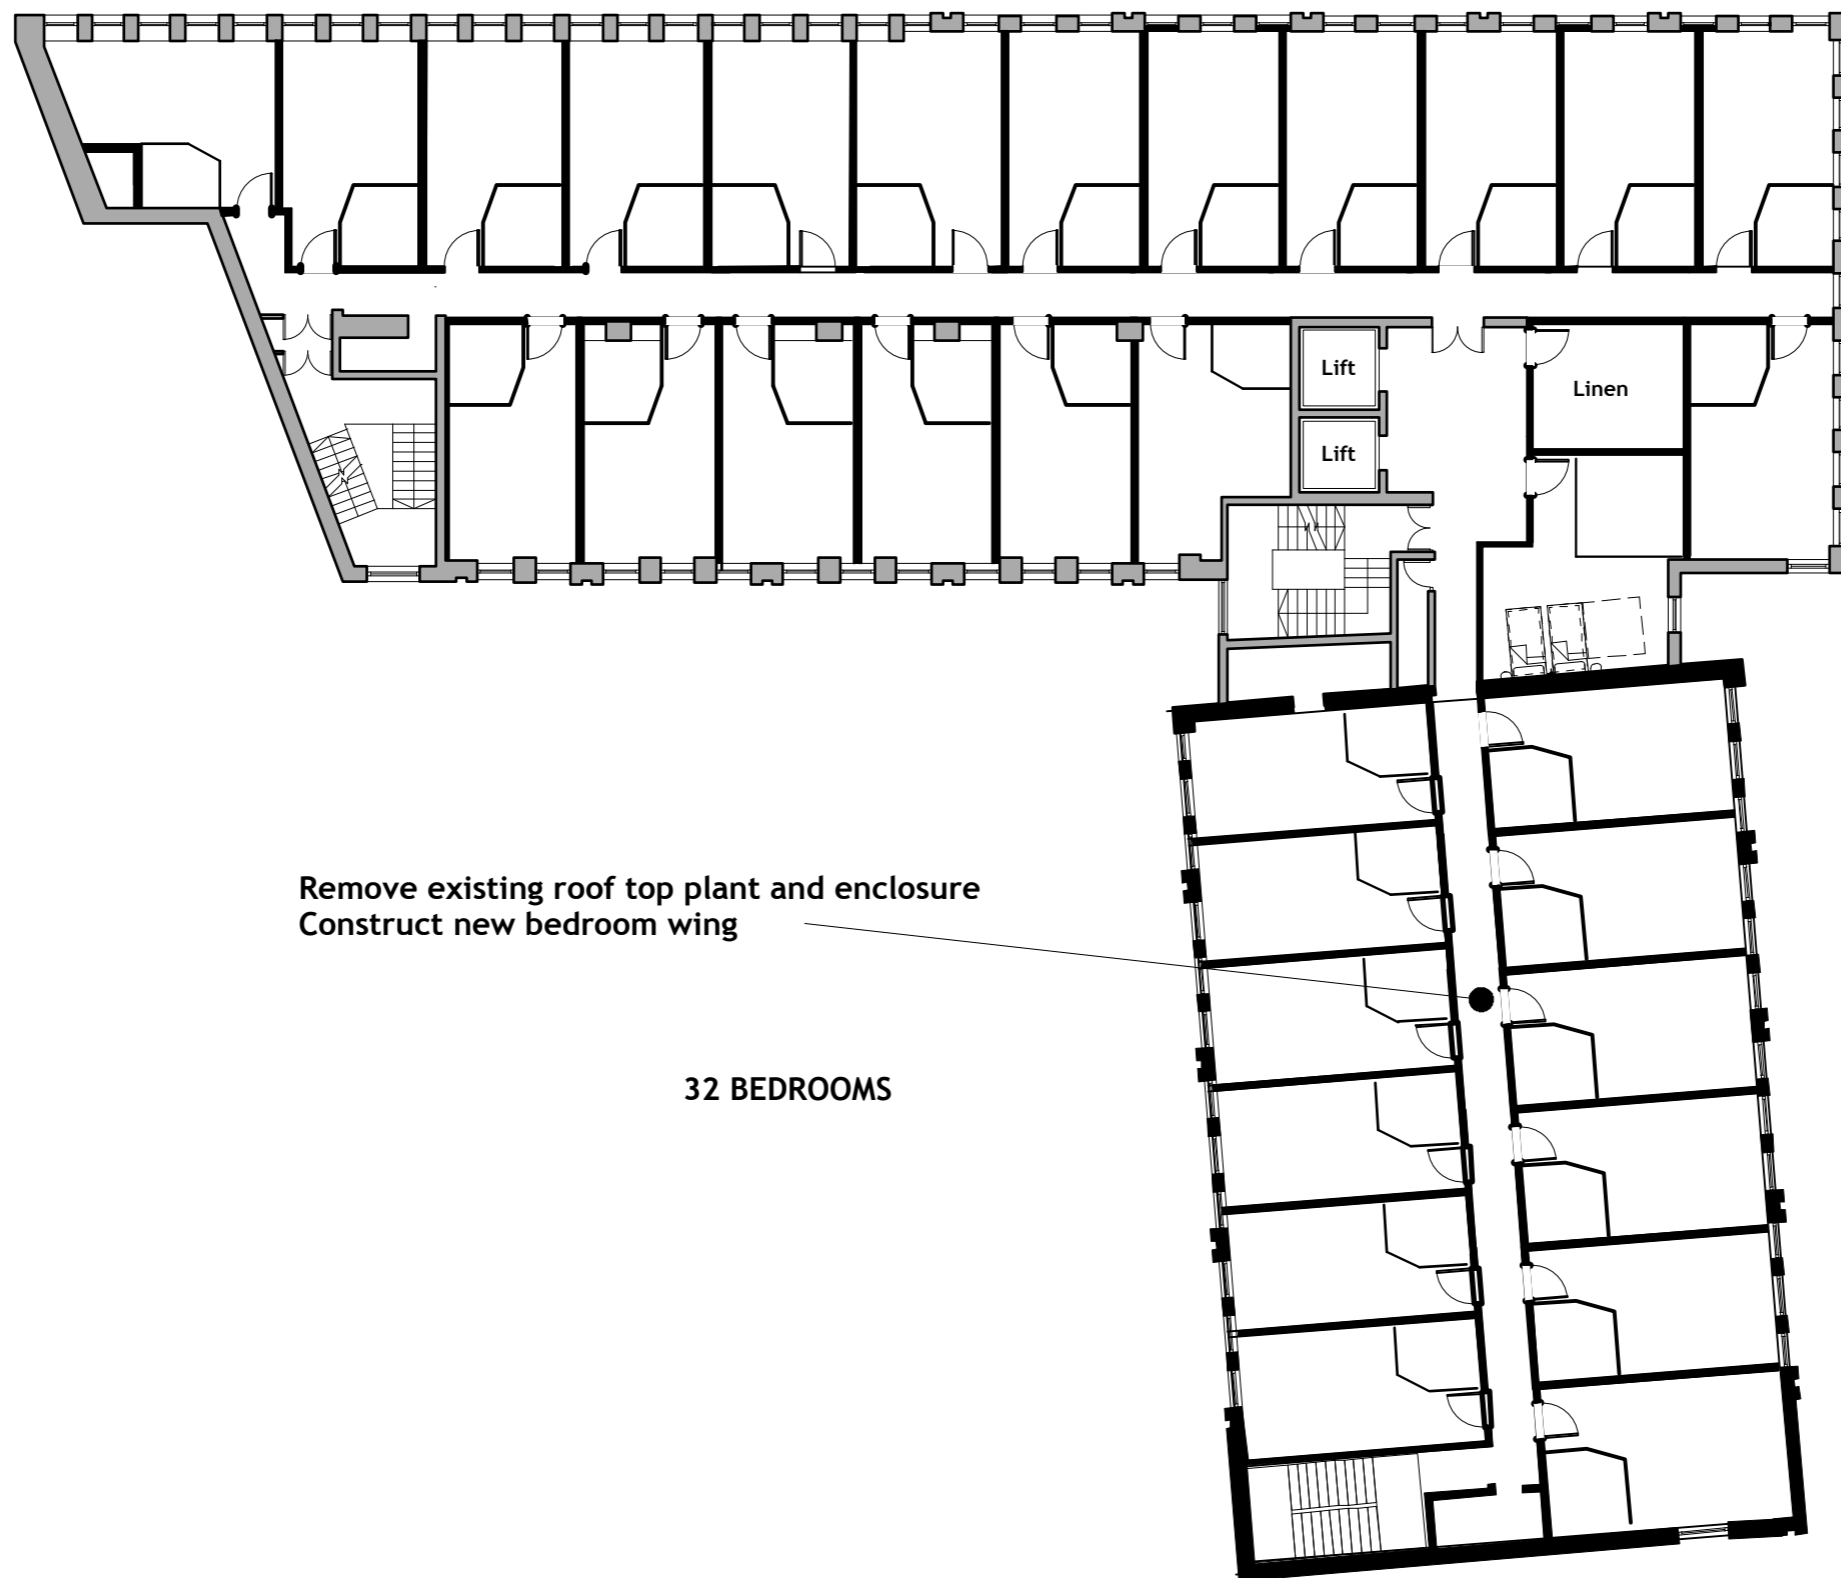 Lift
Linen
Lift
Remove existing roof top plant and enclosure
Construct new bedroom wing
32 BEDROOMS